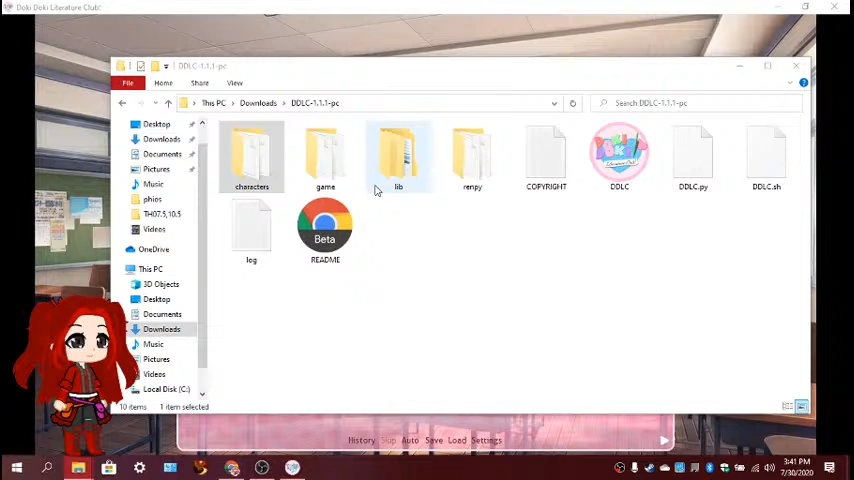 Doki Doki Literature Club!
DDLC-1.1.1-pc
File Home Share View
This PC Downloads DDLC-1.1.1-pc
Search DDLC-1.1.1-pc
Desktop
Downloads
Documents
Pictures
Music
phios
TH07.5,10.5
Videos
OneDrive
This PC
3D Objects
Desktop
Documents
Downloads
Music
Pictures
Videos
Local Disk (C:)
characters game lib renpy COPYRIGHT DDLC DDLC.py DDLC.sh
Beta
log README
10 items 1 item selected
History Skip Auto Save Load Settings
3:41 PM
7/30/2020